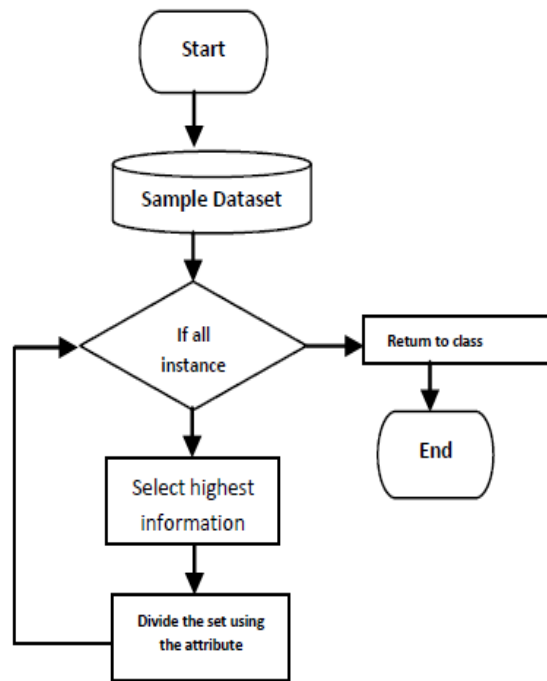 Start
Sample Dataset
If all
instance
Return to class
End
Select highest
information
Divide the set using
the attribute